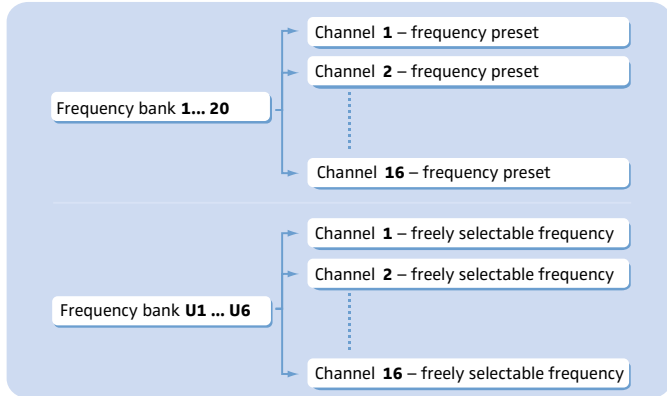 Channel 1 – frequency preset
Channel 2 – frequency preset
Frequency bank 1... 20
Channel 16 – frequency preset
Channel 1 – freely selectable frequency
Channel 2 – freely selectable frequency
Frequency bank U1 ... U6
Channel 16 – freely selectable frequency